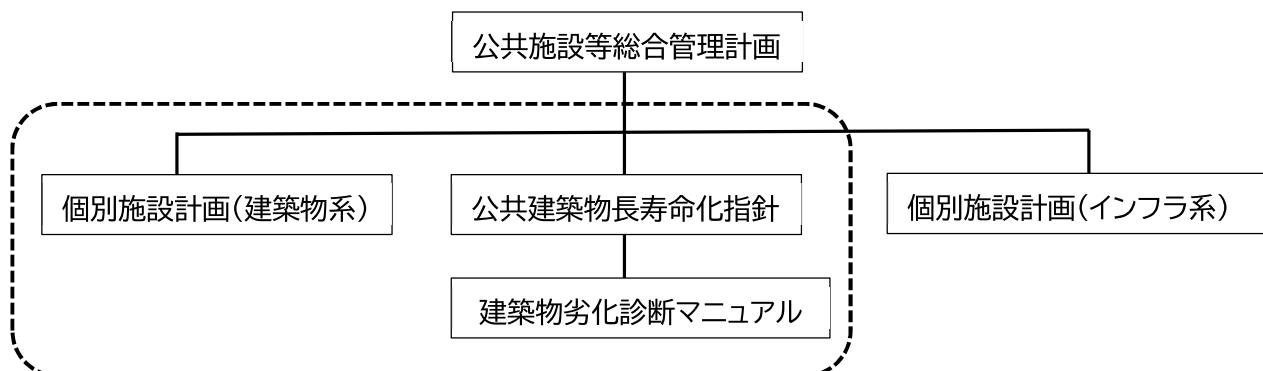 公共施設等総合管理計画
個別施設計画(建築物系)
公共建築物長寿命化指針
個別施設計画(インフラ系)
建築物劣化診断マニュアル